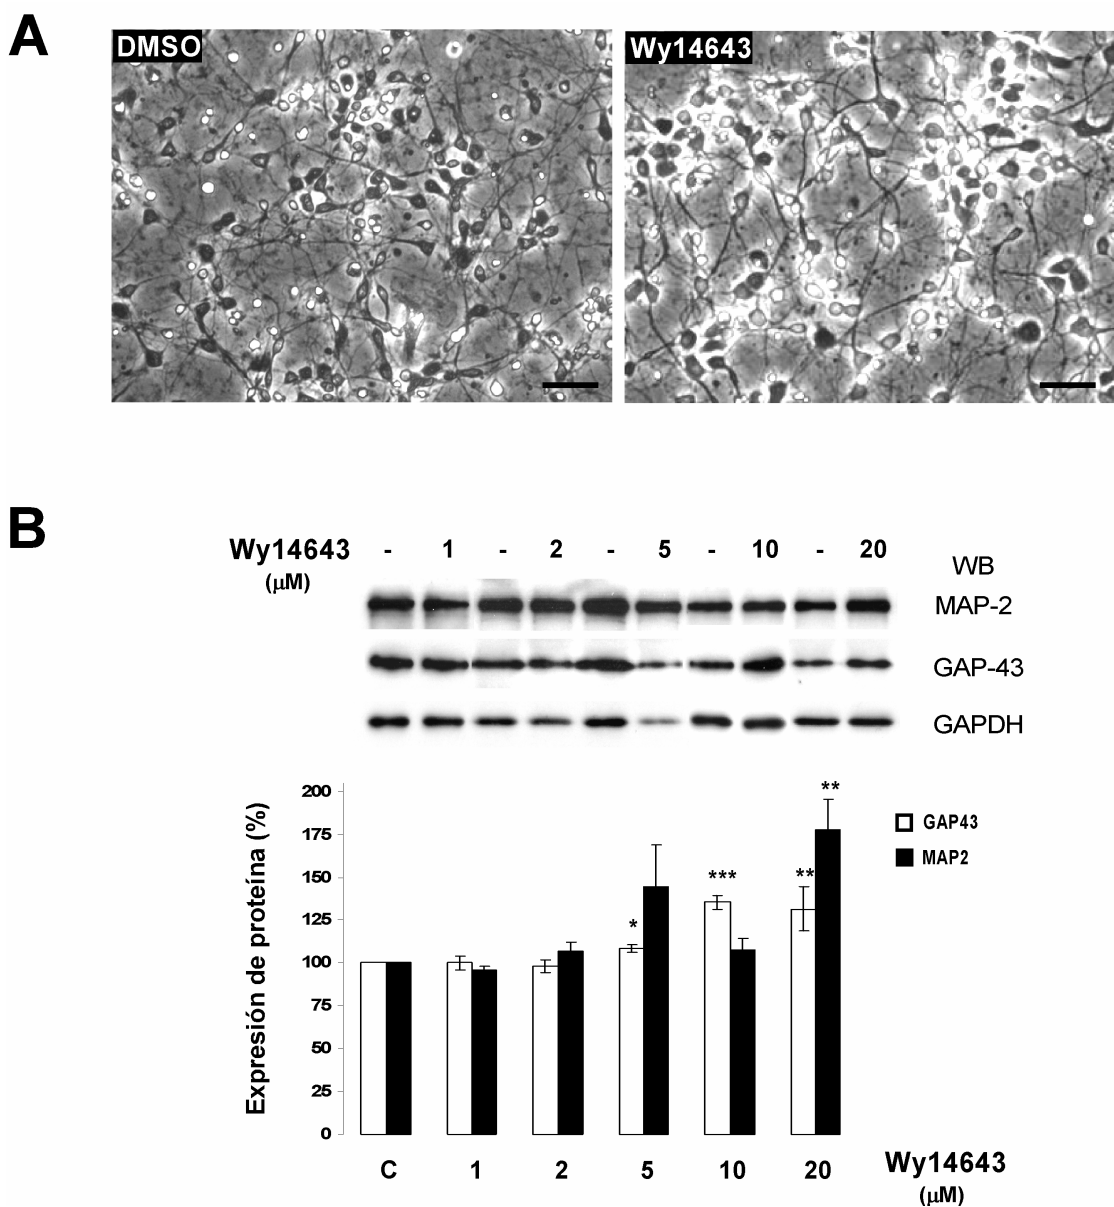 A
DMSO
Wy14643
B
Wy14643 - 1 - 2 - 5 - 10 - 20
(μM)
WB
MAP-2
GAP-43
GAPDH
Expresión de proteína (%)
200
175
150
125
100
75
50
25
0
*
***
**
**
GAP43
MAP2
C 1 2 5 10 20 Wy14643
(μM)